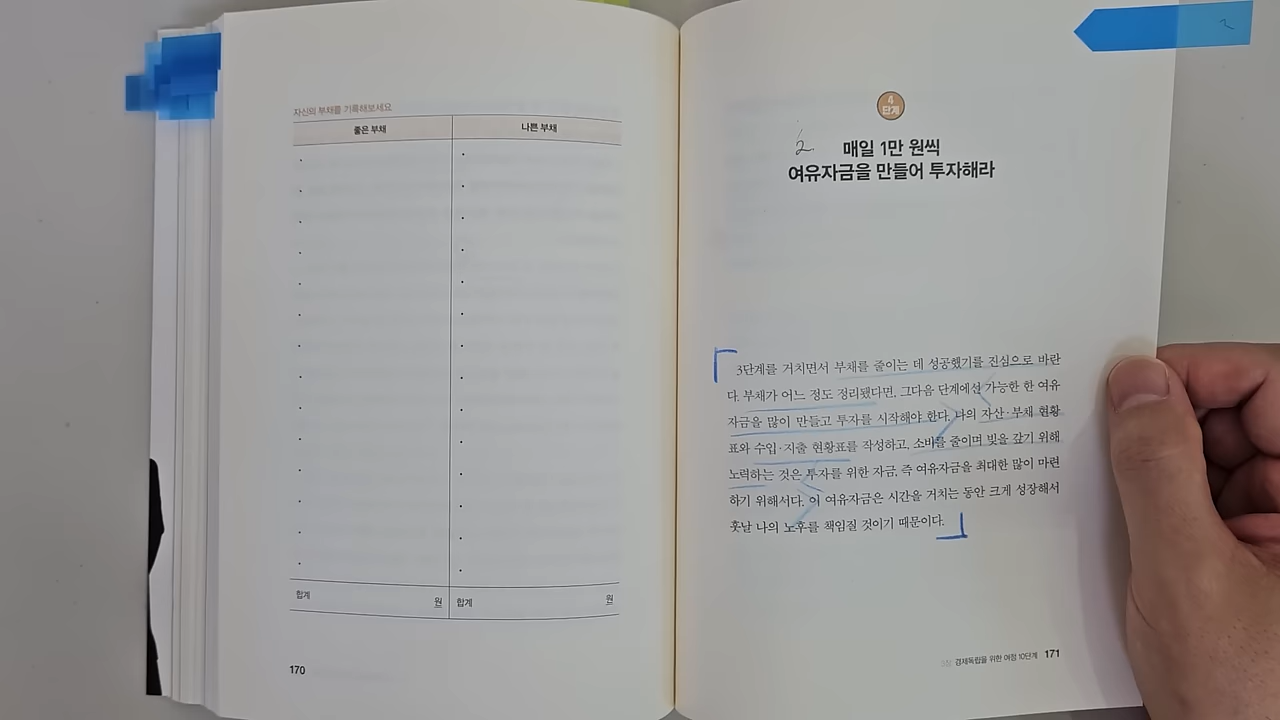 자신의 부채를 기록해보세요
좋은 부채
나쁜 부채
합계 원
합계 원
170
4
단계
2.
매일 1만 원씩
여유자금을 만들어 투자해라
3단계를 거치면서 부채를 줄이는 데 성공했기를 진심으로 바란
다. 부채가 어느 정도 정리됐다면, 그다음 단계에선 가능한 한 여유
자금을 많이 만들고 투자를 시작해야 한다. 나의 자산·부채 현황
표와 수입·지출 현황표를 작성하고, 소비를 줄이며 빚을 갚기 위해
노력하는 것은 투자를 위한 자금, 즉 여유자금을 최대한 많이 마련
하기 위해서다. 이 여유자금은 시간을 거치는 동안 크게 성장해서
훗날 나의 노후를 책임질 것이기 때문이다.
경제독립을 위한 여정 10단계 171